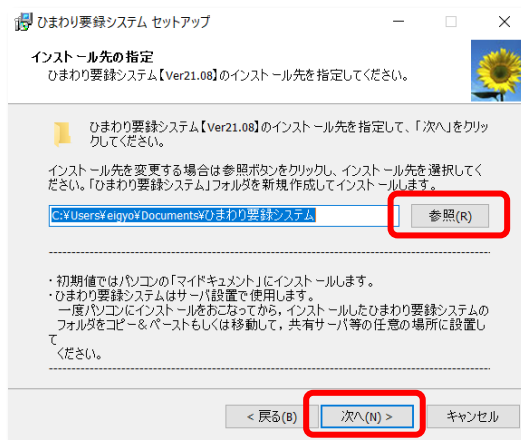 ひまわり要録システム セットアップ
インストール先の指定
ひまわり要録システム【Ver21.08】のインストール先を指定してください。
ひまわり要録システム【Ver21.08】のインストール先を指定して、「次へ」をクリッ
クしてください。
インストール先を変更する場合は参照ボタンをクリックし、インストール先を選択してく
ださい。「ひまわり要録システム」フォルダを新規作成してインストールします。
C:¥Users¥eigyo¥Documents¥ひまわり要録システム
参照(R)
・初期値ではパソコンの「マイドキュメント」にインストールします。
・ひまわり要録システムはサーバ設置で使用します。
一度パソコンにインストールをおこなってから，インストールしたひまわり要録システムの
フォルダをコピー＆ペーストもしくは移動して，共有サーバ等の任意の場所に設置し
て
ください。
< 戻る(B)
次へ(N) >
キャンセル